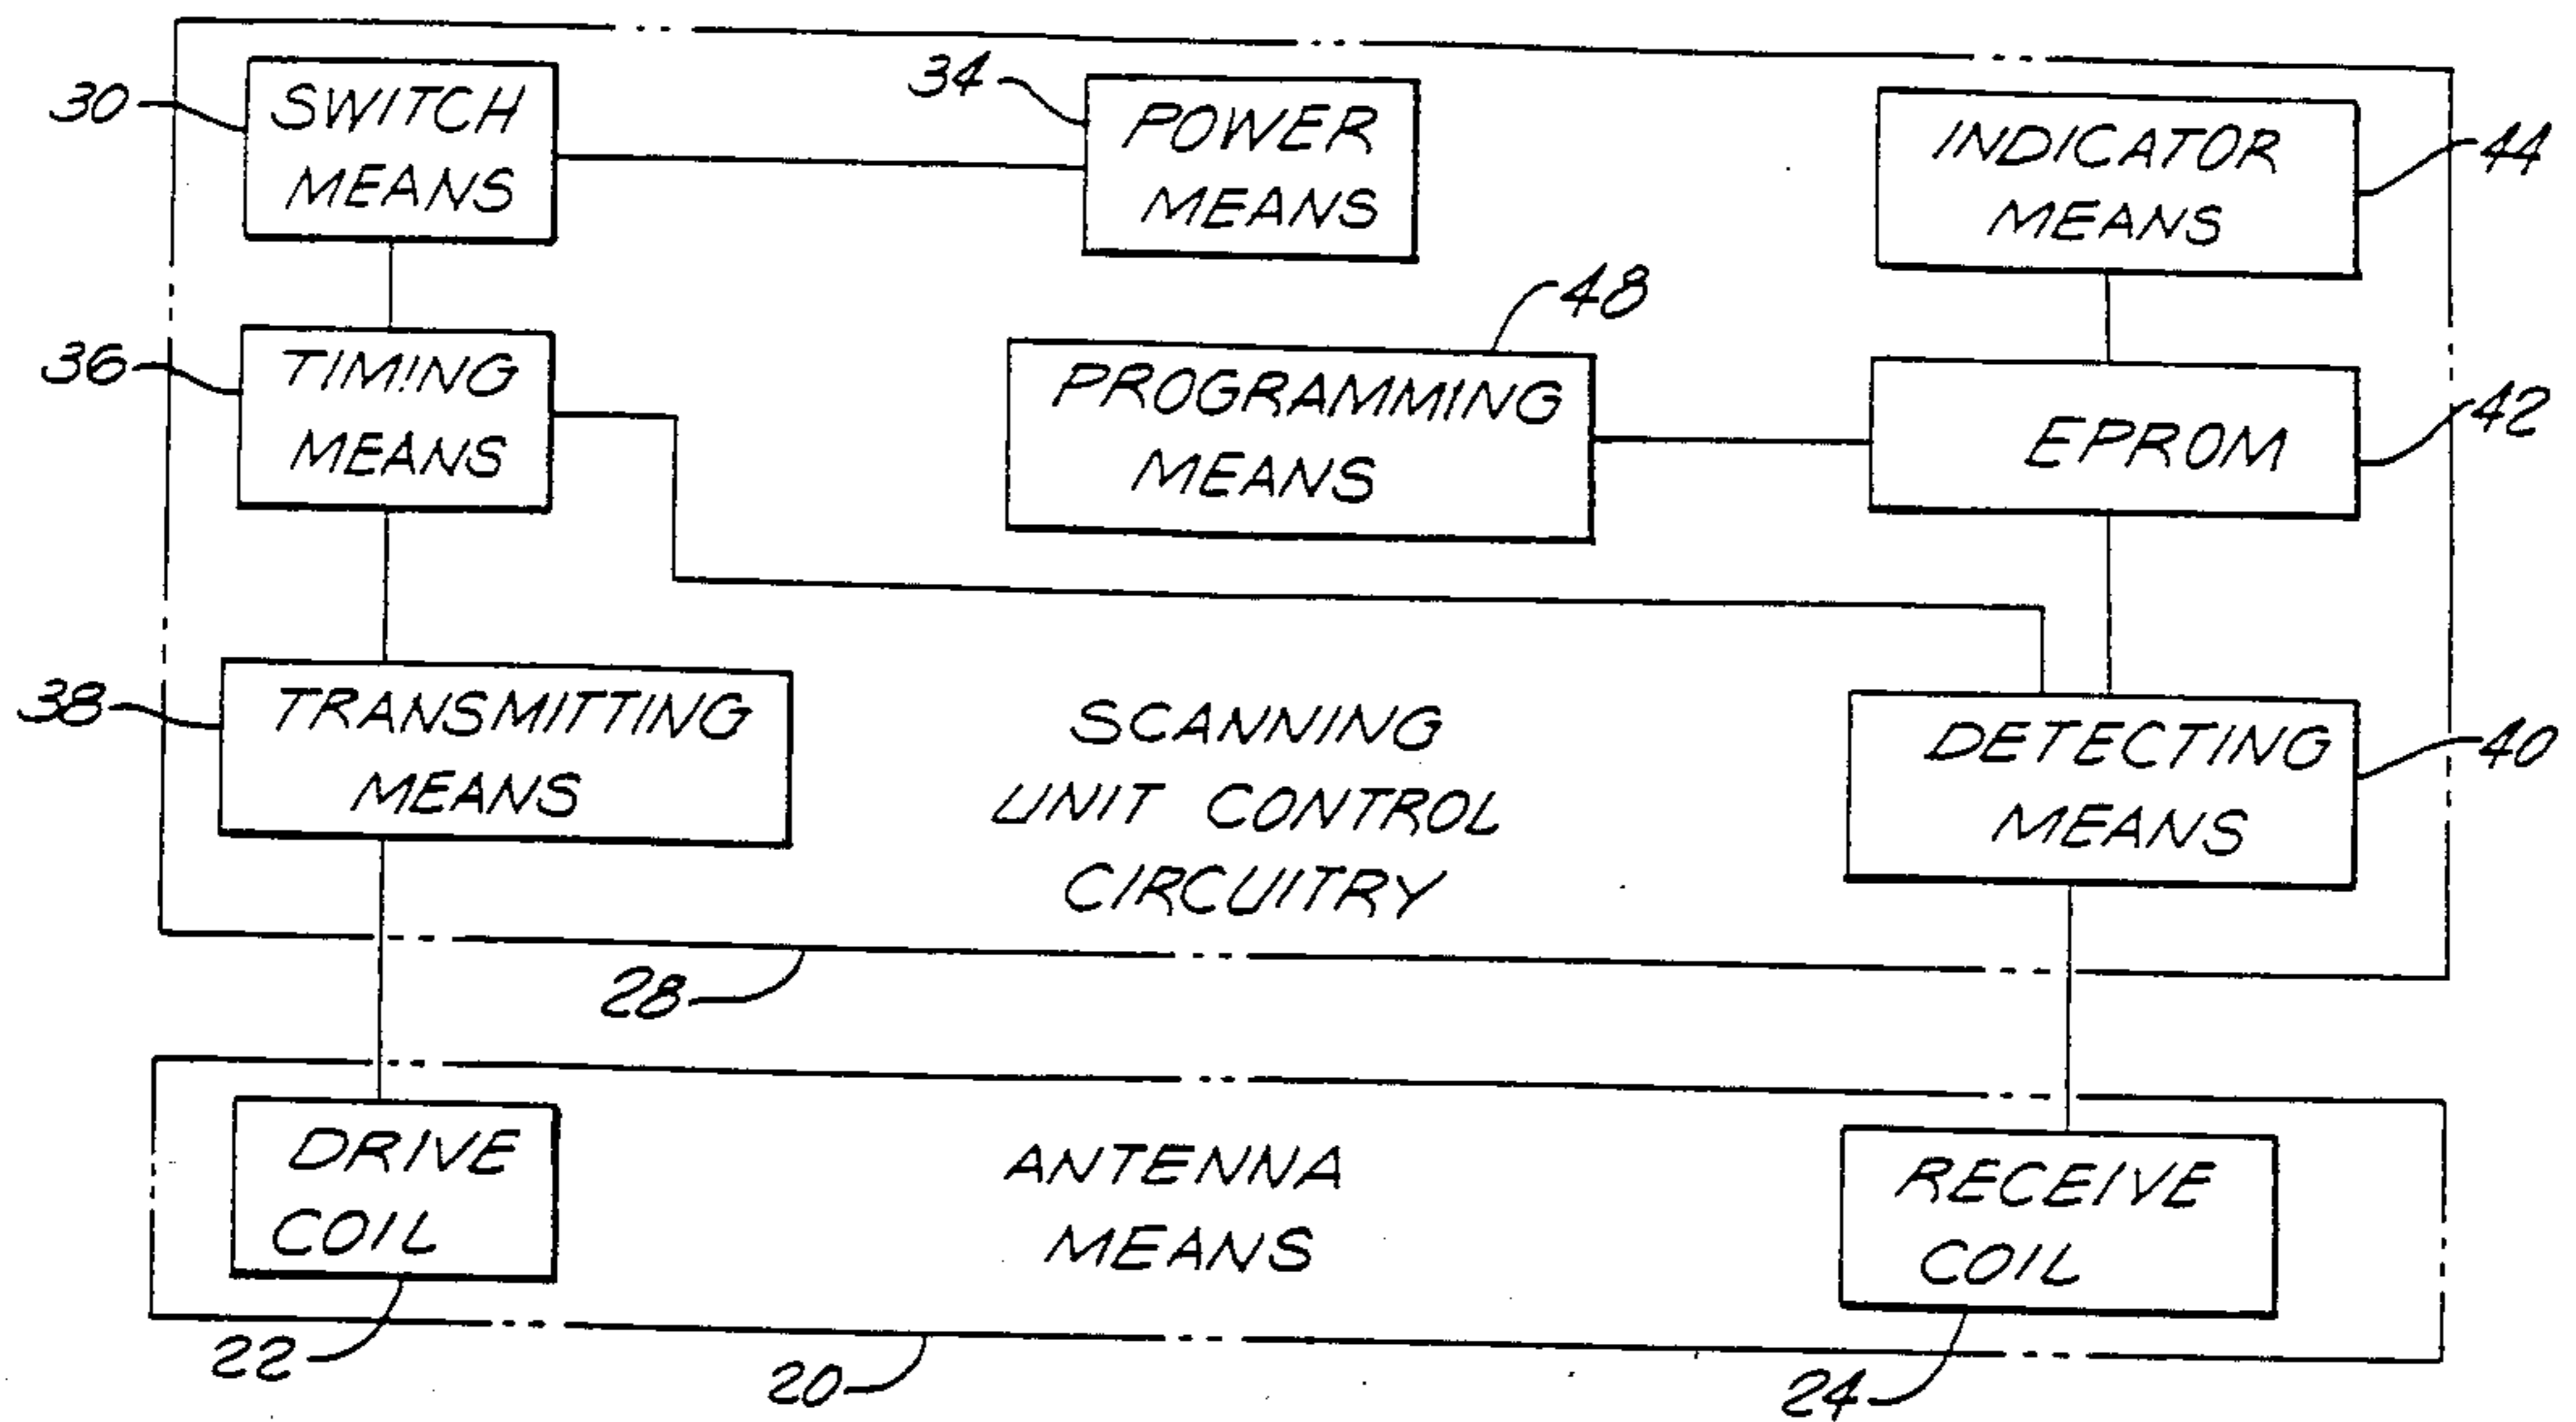 30
SWITCH
MEANS
34
POWER
MEANS
INDICATOR
MEANS
44
36
TIMING
MEANS
48
PROGRAMMING
MEANS
EPROM
42
38
TRANSMITTING
MEANS
SCANNING
UNIT CONTROL
CIRCUITRY
DETECTING
MEANS
40
28
DRIVE
COIL
ANTENNA
MEANS
RECEIVE
COIL
22
20
24